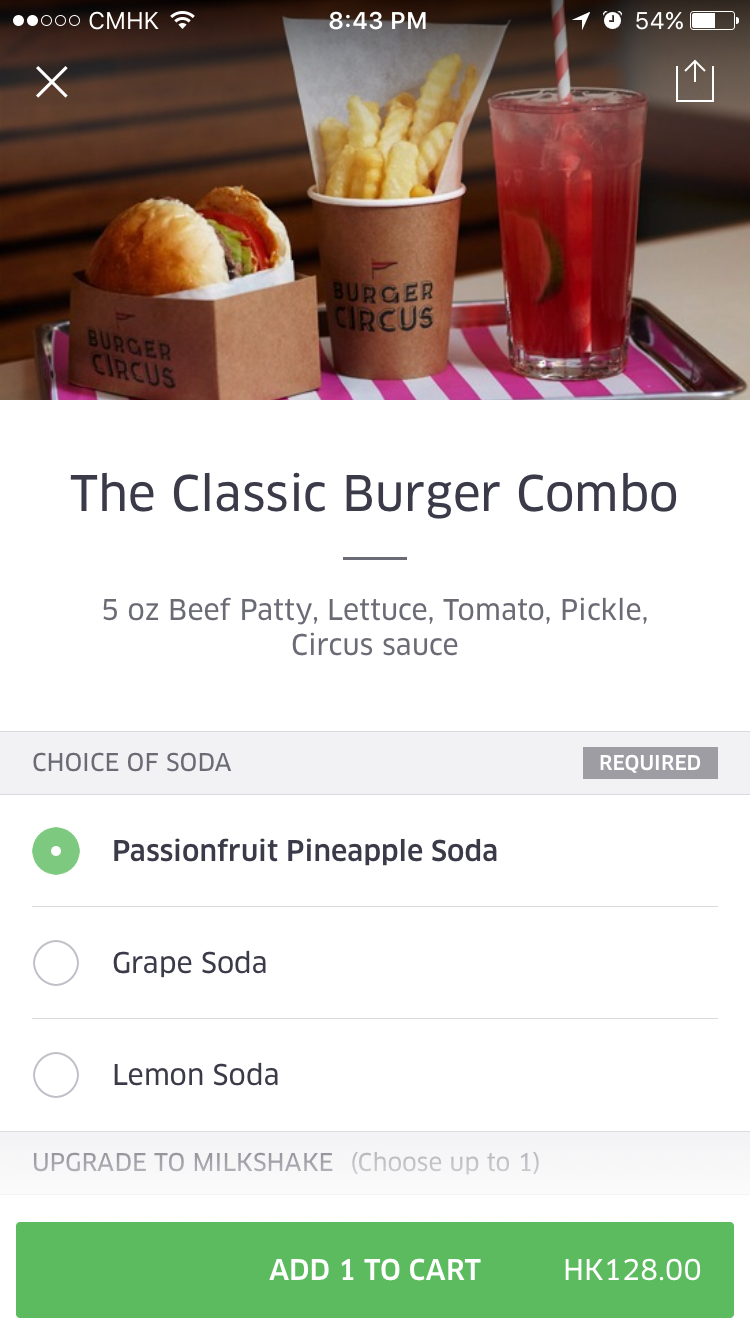 CMHK 8:43 PM 54%
BURGER
CIRCUS
BURGER
CIRCUS
The Classic Burger Combo
5 oz Beef Patty, Lettuce, Tomato, Pickle,
Circus sauce
CHOICE OF SODA REQUIRED
Passionfruit Pineapple Soda
Grape Soda
Lemon Soda
UPGRADE TO MILKSHAKE (Choose up to 1)
ADD 1 TO CART HK128.00